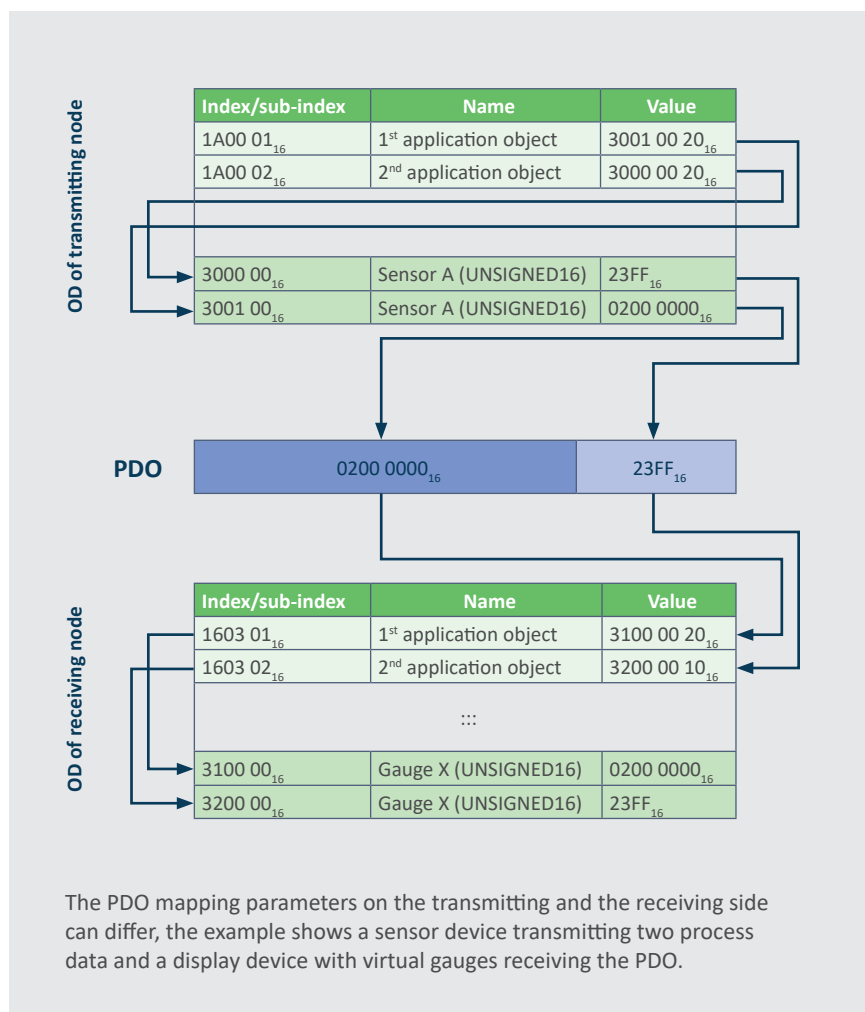 OD of transmitting node
Index/sub-index Name Value
1A00 01₁₆ 1ˢᵗ application object 3001 00 20₁₆
1A00 02₁₆ 2ⁿᵈ application object 3000 00 20₁₆
3000 00₁₆ Sensor A (UNSIGNED16) 23FF₁₆
3001 00₁₆ Sensor A (UNSIGNED16) 0200 0000₁₆
PDO 0200 0000₁₆ 23FF₁₆
OD of receiving node
Index/sub-index Name Value
1603 01₁₆ 1ˢᵗ application object 3100 00 20₁₆
1603 02₁₆ 2ⁿᵈ application object 3200 00 10₁₆
:::
3100 00₁₆ Gauge X (UNSIGNED16) 0200 0000₁₆
3200 00₁₆ Gauge X (UNSIGNED16) 23FF₁₆
The PDO mapping parameters on the transmitting and the receiving side
can differ, the example shows a sensor device transmitting two process
data and a display device with virtual gauges receiving the PDO.